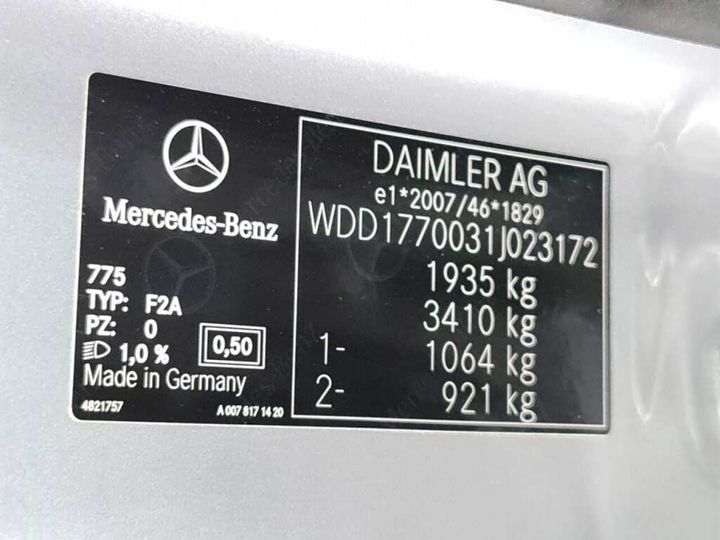 Mercedes-Benz
775
TYP: F2A
PZ: 0
1,0 %
0,50
Made in Germany
4821757
A 007 817 14 20
DAIMLER AG
e1*2007/46*1829
WDD1770031J023172
1935 kg
3410 kg
1- 1064 kg
2- 921 kg